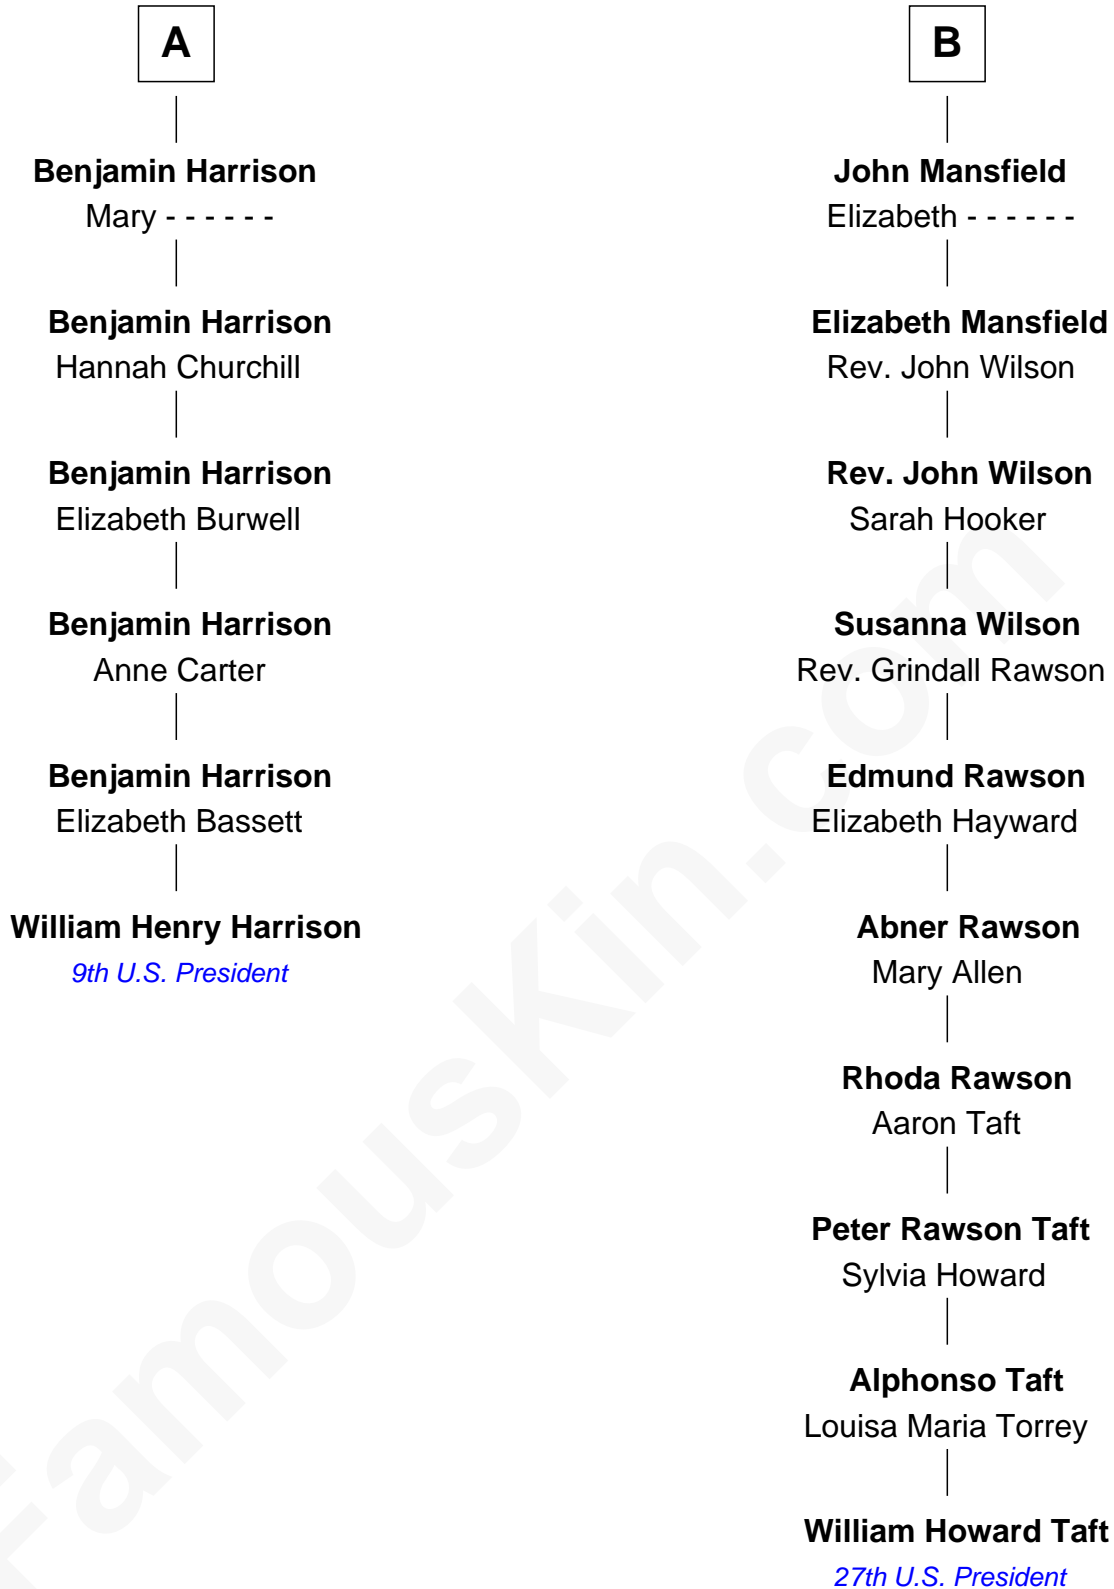 A
Benjamin Harrison
Mary - - - - - -
Benjamin Harrison
Hannah Churchill
Benjamin Harrison
Elizabeth Burwell
Benjamin Harrison
Anne Carter
Benjamin Harrison
Elizabeth Bassett
William Henry Harrison
9th U.S. President
B
John Mansfield
Elizabeth - - - - - -
Elizabeth Mansfield
Rev. John Wilson
Rev. John Wilson
Sarah Hooker
Susanna Wilson
Rev. Grindall Rawson
Edmund Rawson
Elizabeth Hayward
Abner Rawson
Mary Allen
Rhoda Rawson
Aaron Taft
Peter Rawson Taft
Sylvia Howard
Alphonso Taft
Louisa Maria Torrey
William Howard Taft
27th U.S. President
FamousKin.com